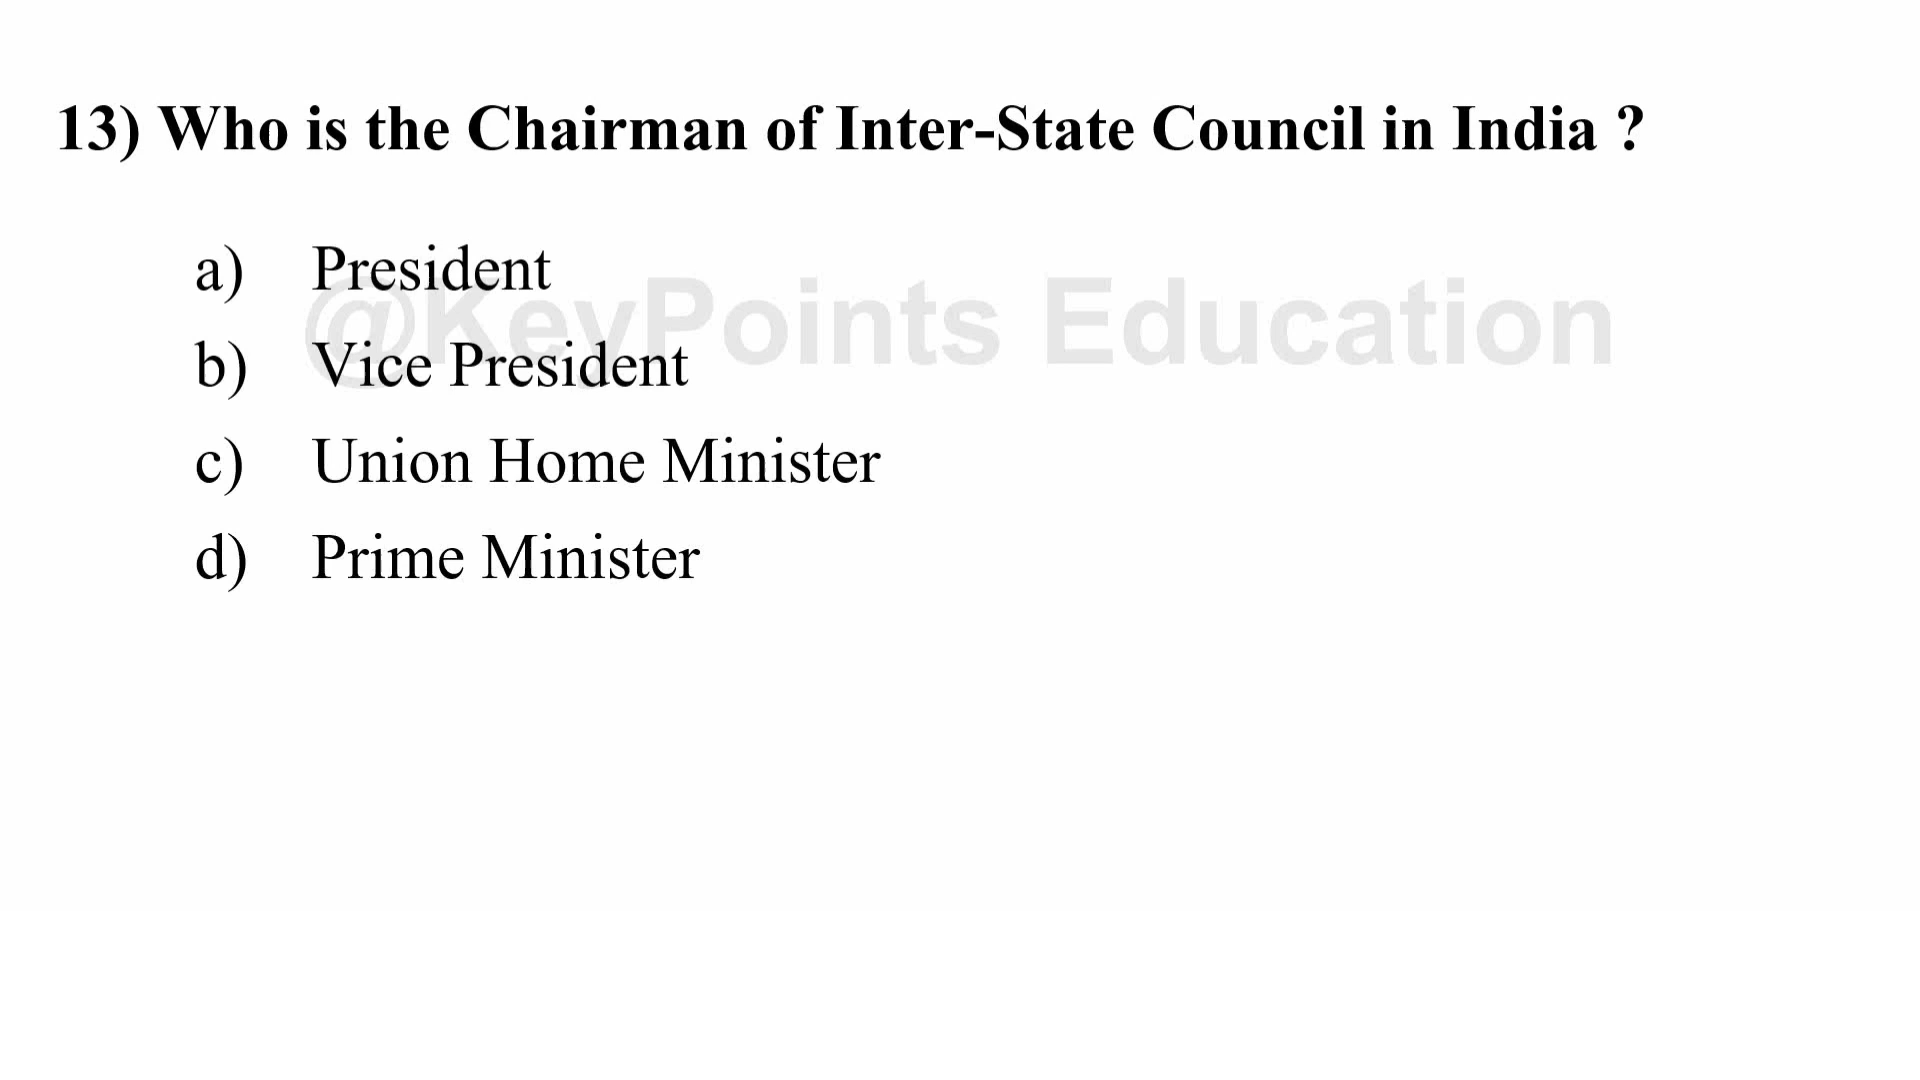 13) Who is the Chairman of Inter-State Council in India ?
a) President
@KeyPoints Education
b) Vice President
c) Union Home Minister
d) Prime Minister